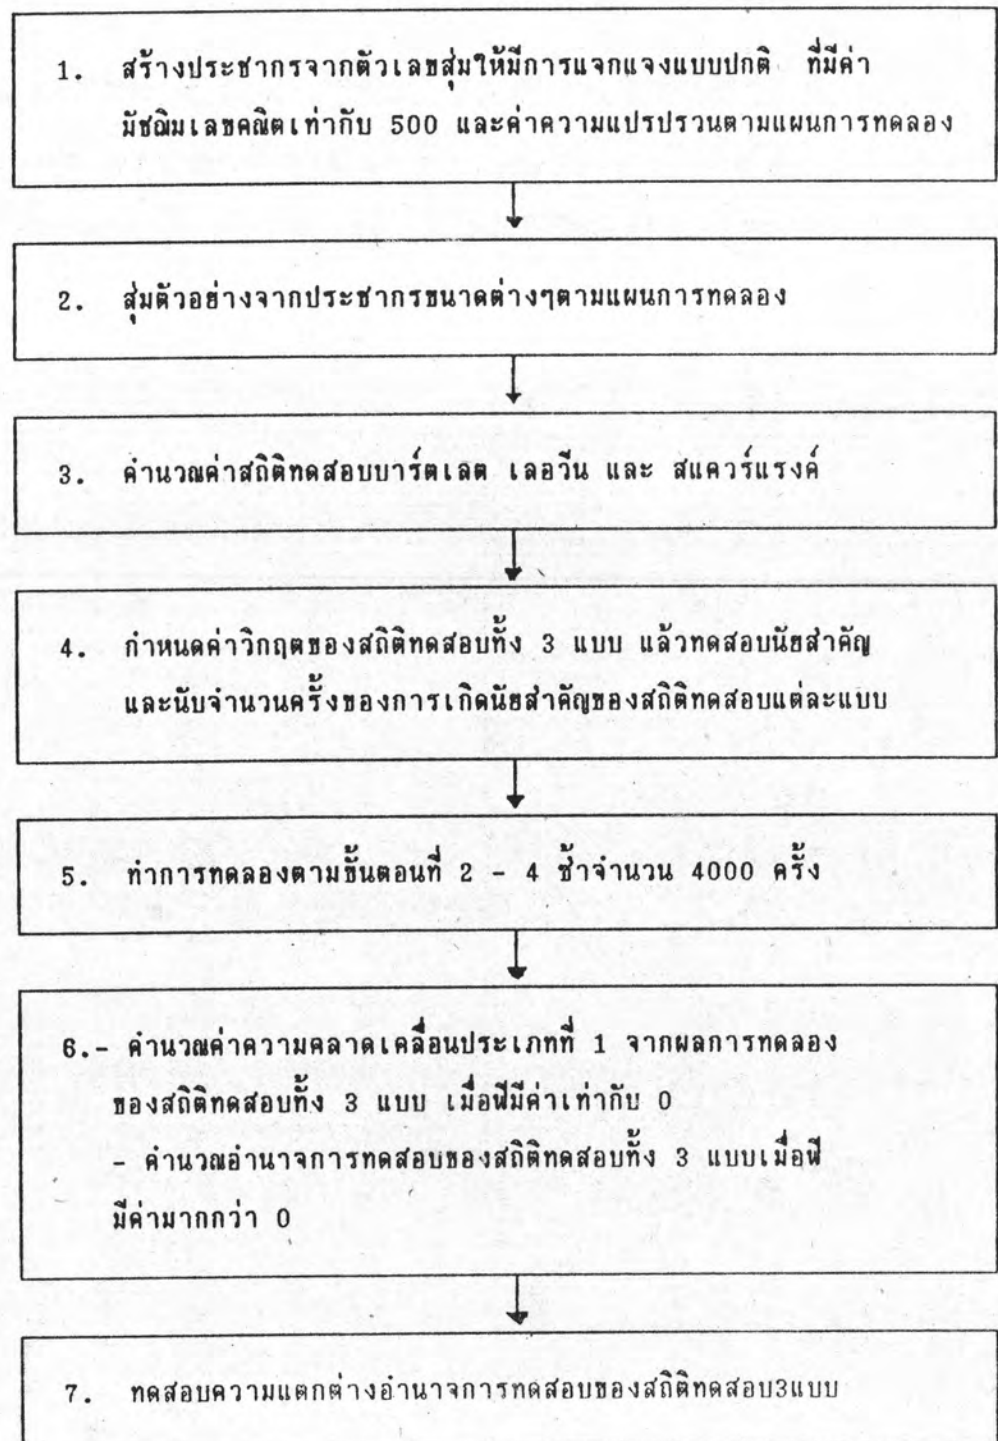 1. สร้างประชากรจากตัวเลขสุ่มให้มีการแจกแจงแบบปกติ ที่มีค่า
มัชฌิมเลขคณิตเท่ากับ 500 และค่าความแปรปรวนตามแผนการทดลอง
2. สุ่มตัวอย่างจากประชากรขนาดต่างๆตามแผนการทดลอง
3. คำนวณค่าสถิติทดสอบบาร์ตเลต เลอวีน และ สแควร์แรงค์
4. กำหนดค่าวิกฤตของสถิติทดสอบทั้ง 3 แบบ แล้วทดสอบนัยสำคัญ
และนับจำนวนครั้งของการเกิดนัยสำคัญของสถิติทดสอบแต่ละแบบ
5. ทำการทดลองตามขั้นตอนที่ 2 - 4 ซ้ำจำนวน 4000 ครั้ง
6.- คำนวณค่าความคลาดเคลื่อนประเภทที่ 1 จากผลการทดลอง
ของสถิติทดสอบทั้ง 3 แบบ เมื่อฟีมีค่าเท่ากับ 0
- คำนวณอำนาจการทดสอบของสถิติทดสอบทั้ง 3 แบบเมื่อฟี
มีค่ามากกว่า 0
7. ทดสอบความแตกต่างอำนาจการทดสอบของสถิติทดสอบ3แบบ